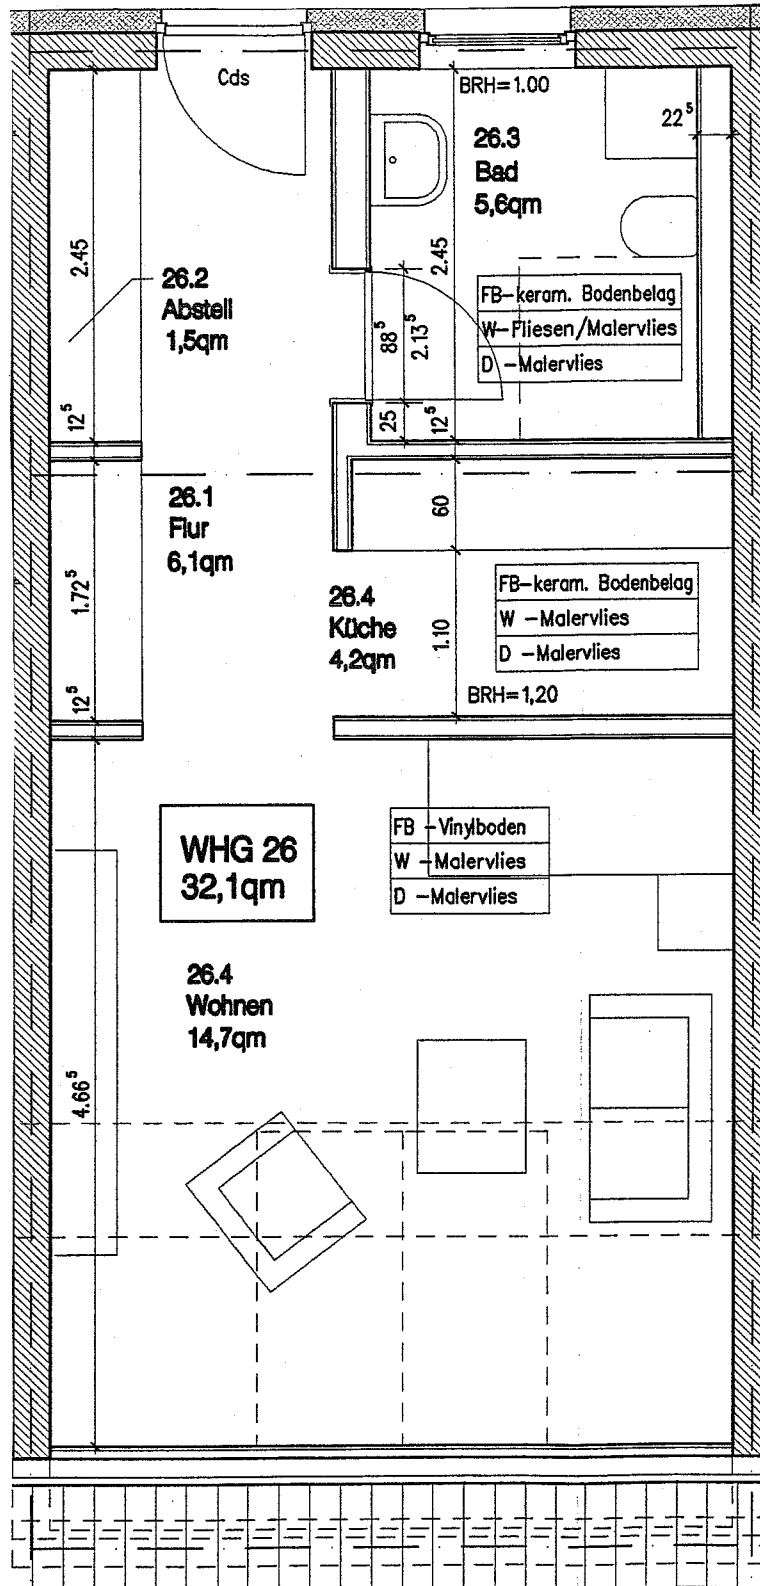 Cds
BRH=1.00
22⁵
26.3
Bad
5,6qm
2.45
2.45
26.2
Abstell
1,5qm
FB-keram. Bodenbelag
W-Fliesen/Malervlies
D -Malervlies
88⁵
2.13⁵
12⁵
25
12⁵
26.1
Flur
6,1qm
60
1.72⁵
FB-keram. Bodenbelag
W -Malervlies
D -Malervlies
26.4
Küche
4,2qm
1.10
12⁵
BRH=1,20
WHG 26
32,1qm
FB -Vinylboden
W -Malervlies
D -Malervlies
26.4
Wohnen
14,7qm
4.66⁵